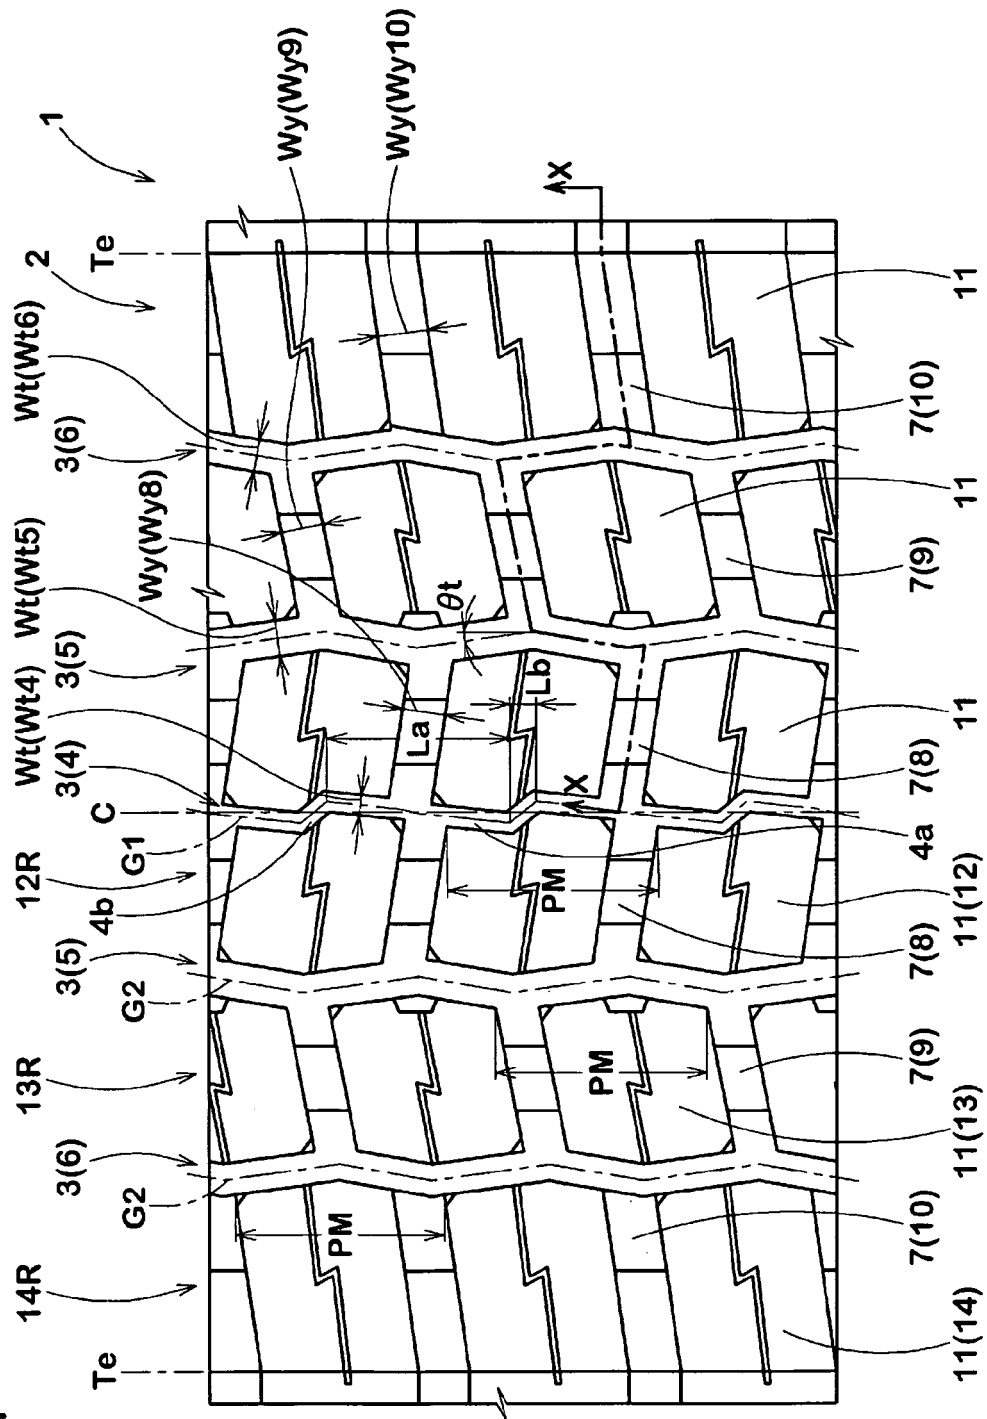 1
2
Te
Wy(Wy9)
Wy(Wy10)
X
Wt(Wt6)
3(6)
Wy(Wy8)
Wt(Wt5)
3(5)
Wt(Wt4)
3(4)
C
G1
12R
4b
3(5)
G2
13R
3(6)
G2
14R
Te
θt
La
Lb
X
PM
PM
PM
11
7(10)
11
7(9)
11
7(8)
4a
11(12)
7(8)
7(9)
11(13)
7(10)
11(14)